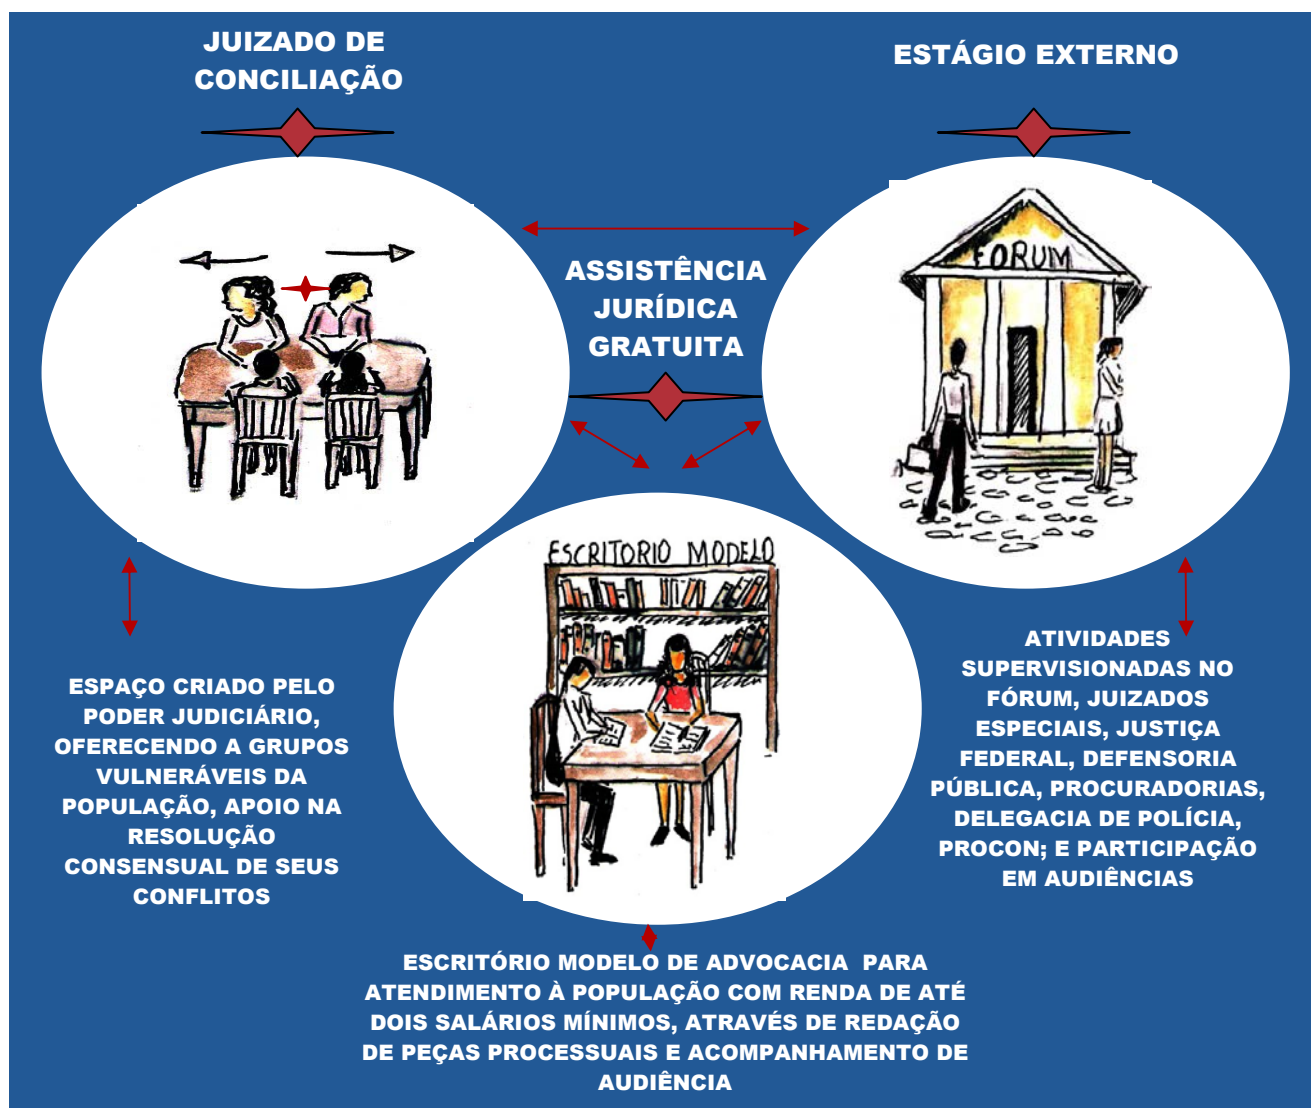 JUIZADO DE
CONCILIAÇÃO
ESTÁGIO EXTERNO
ASSISTÊNCIA
JURÍDICA
GRATUITA
FORUM
ESCRITORIO MODELO
ESPAÇO CRIADO PELO
PODER JUDICIÁRIO,
OFERECENDO A GRUPOS
VULNERÁVEIS DA
POPULAÇÃO, APOIO NA
RESOLUÇÃO
CONSENSUAL DE SEUS
CONFLITOS
ATIVIDADES
SUPERVISIONADAS NO
FÓRUM, JUIZADOS
ESPECIAIS, JUSTIÇA
FEDERAL, DEFENSORIA
PÚBLICA, PROCURADORIAS,
DELEGACIA DE POLÍCIA,
PROCON; E PARTICIPAÇÃO
EM AUDIÊNCIAS
ESCRITÓRIO MODELO DE ADVOCACIA PARA
ATENDIMENTO À POPULAÇÃO COM RENDA DE ATÉ
DOIS SALÁRIOS MÍNIMOS, ATRAVÉS DE REDAÇÃO
DE PEÇAS PROCESSUAIS E ACOMPANHAMENTO DE
AUDIÊNCIA